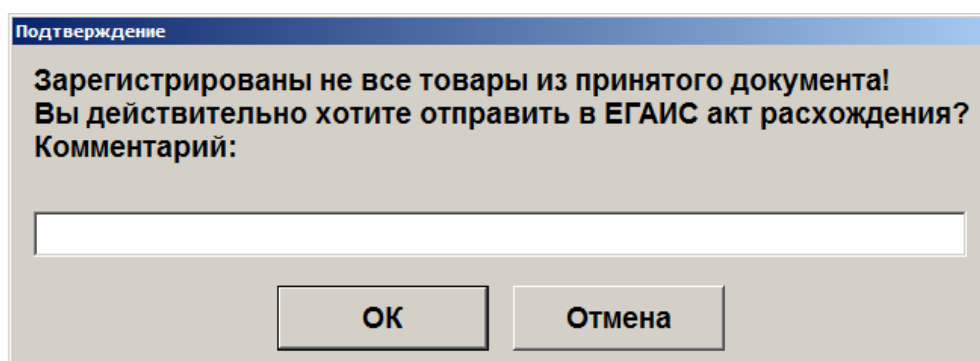 Подтверждение
Зарегистрированы не все товары из принятого документа!
Вы действительно хотите отправить в ЕГАИС акт расхождения?
Комментарий:
ОК
Отмена